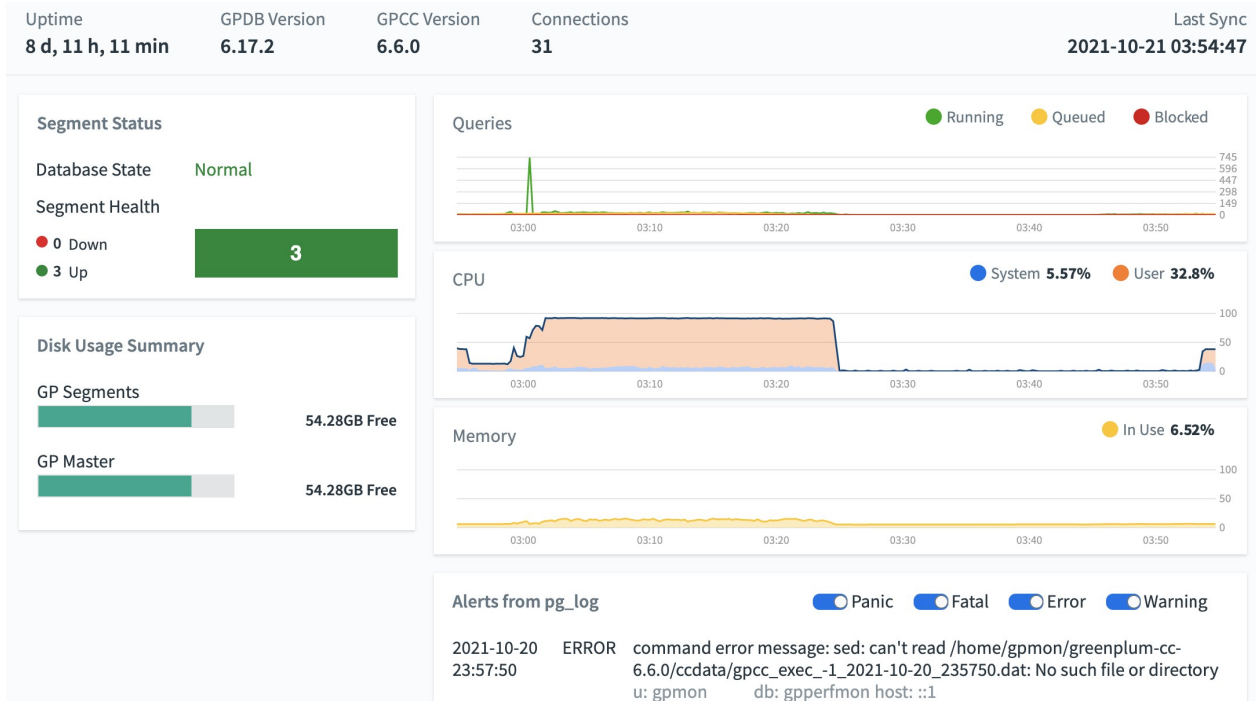 Uptime GPDB Version GPCC Version Connections Last Sync
8 d, 11 h, 11 min 6.17.2 6.6.0 31 2021-10-21 03:54:47
Segment Status
Database State Normal
Segment Health
0 Down
3 Up
3
Disk Usage Summary
GP Segments
54.28GB Free
GP Master
54.28GB Free
Queries Running Queued Blocked
745
596
447
298
149
0
03:00 03:10 03:20 03:30 03:40 03:50
CPU System 5.57% User 32.8%
100
50
0
03:00 03:10 03:20 03:30 03:40 03:50
Memory In Use 6.52%
100
50
0
03:00 03:10 03:20 03:30 03:40 03:50
Alerts from pg_log Panic Fatal Error Warning
2021-10-20 ERROR command error message: sed: can't read /home/gpmon/greenplum-cc-
23:57:50 6.6.0/ccdata/gpcc_exec_-1_2021-10-20_235750.dat: No such file or directory
u: gpmon db: gpperfmon host: ::1